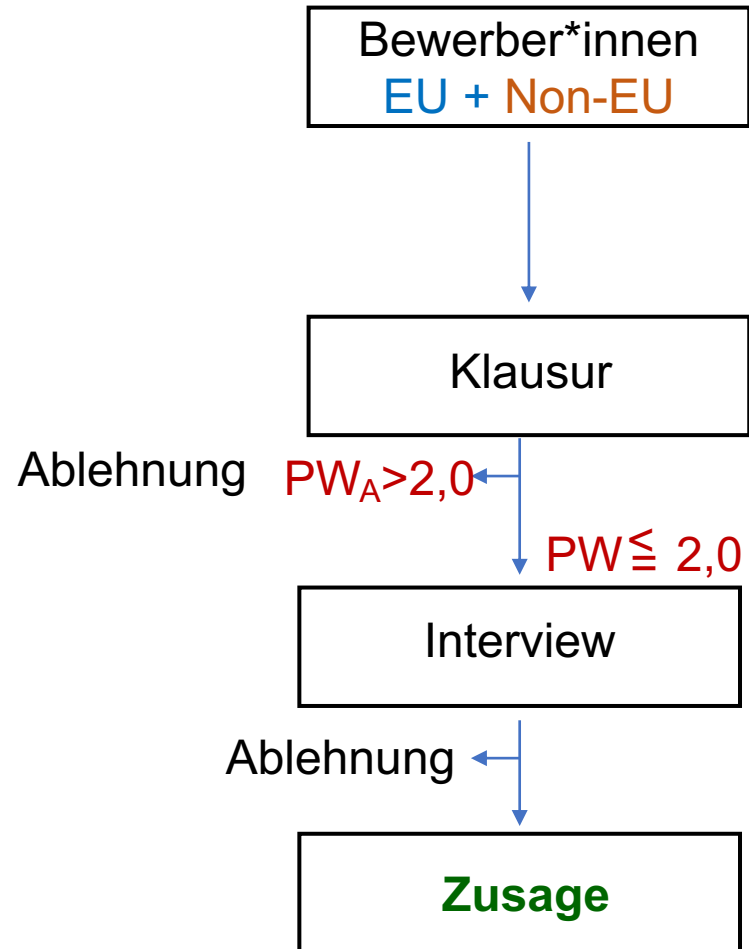 Bewerber*innen
EU + Non-EU
Klausur
Ablehnung PWA>2,0
PW ≦ 2,0
Interview
Ablehnung
Zusage